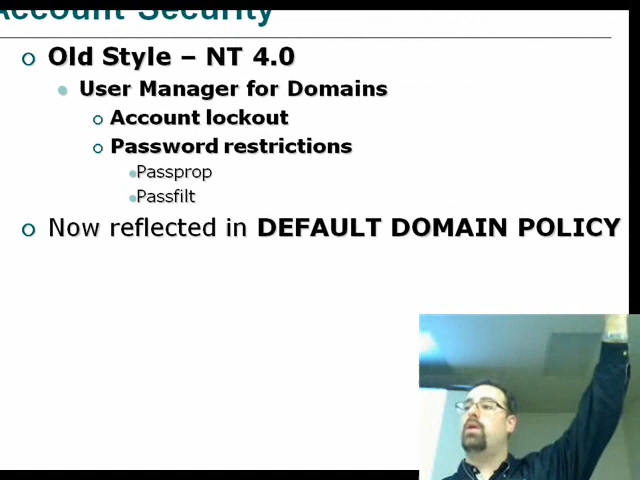 Account Security
Old Style – NT 4.0
User Manager for Domains
Account lockout
Password restrictions
Passprop
Passfilt
Now reflected in DEFAULT DOMAIN POLICY